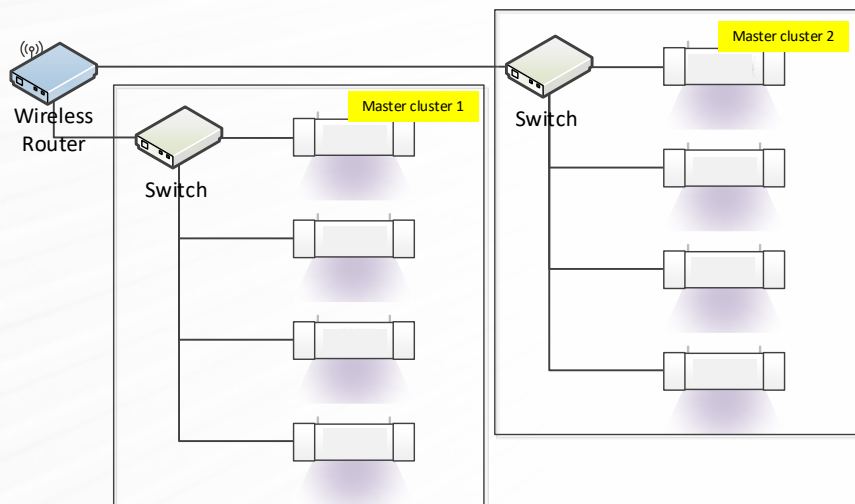 Master cluster 2
Wireless
Router
Master cluster 1
Switch
Switch